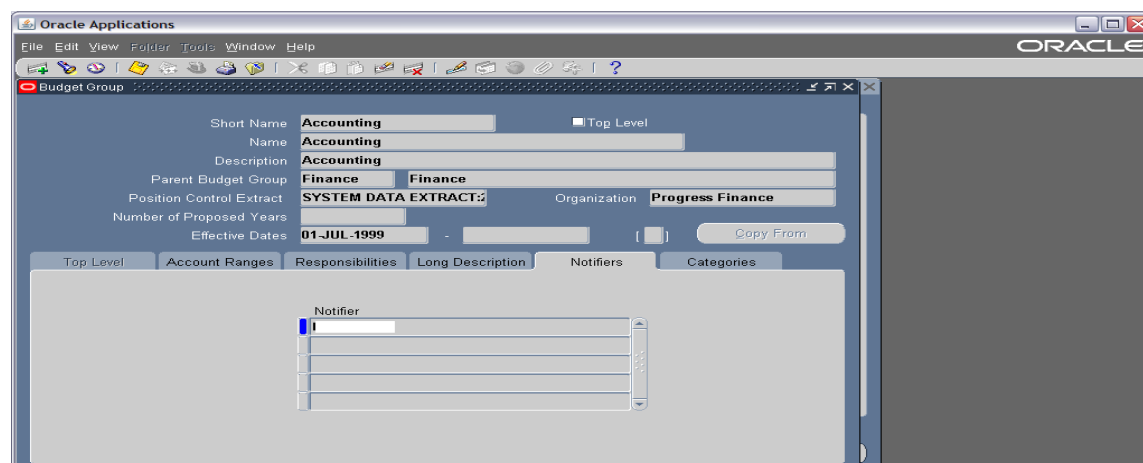 Oracle Applications
File Edit View Folder Tools Window Help
ORACLE
Budget Group
Short Name Accounting Top Level
Name Accounting
Description Accounting
Parent Budget Group Finance Finance
Position Control Extract SYSTEM DATA EXTRACT: Organization Progress Finance
Number of Proposed Years
Effective Dates 01-JUL-1999 - [ ] Copy From
Top Level Account Ranges Responsibilities Long Description Notifiers Categories
Notifier